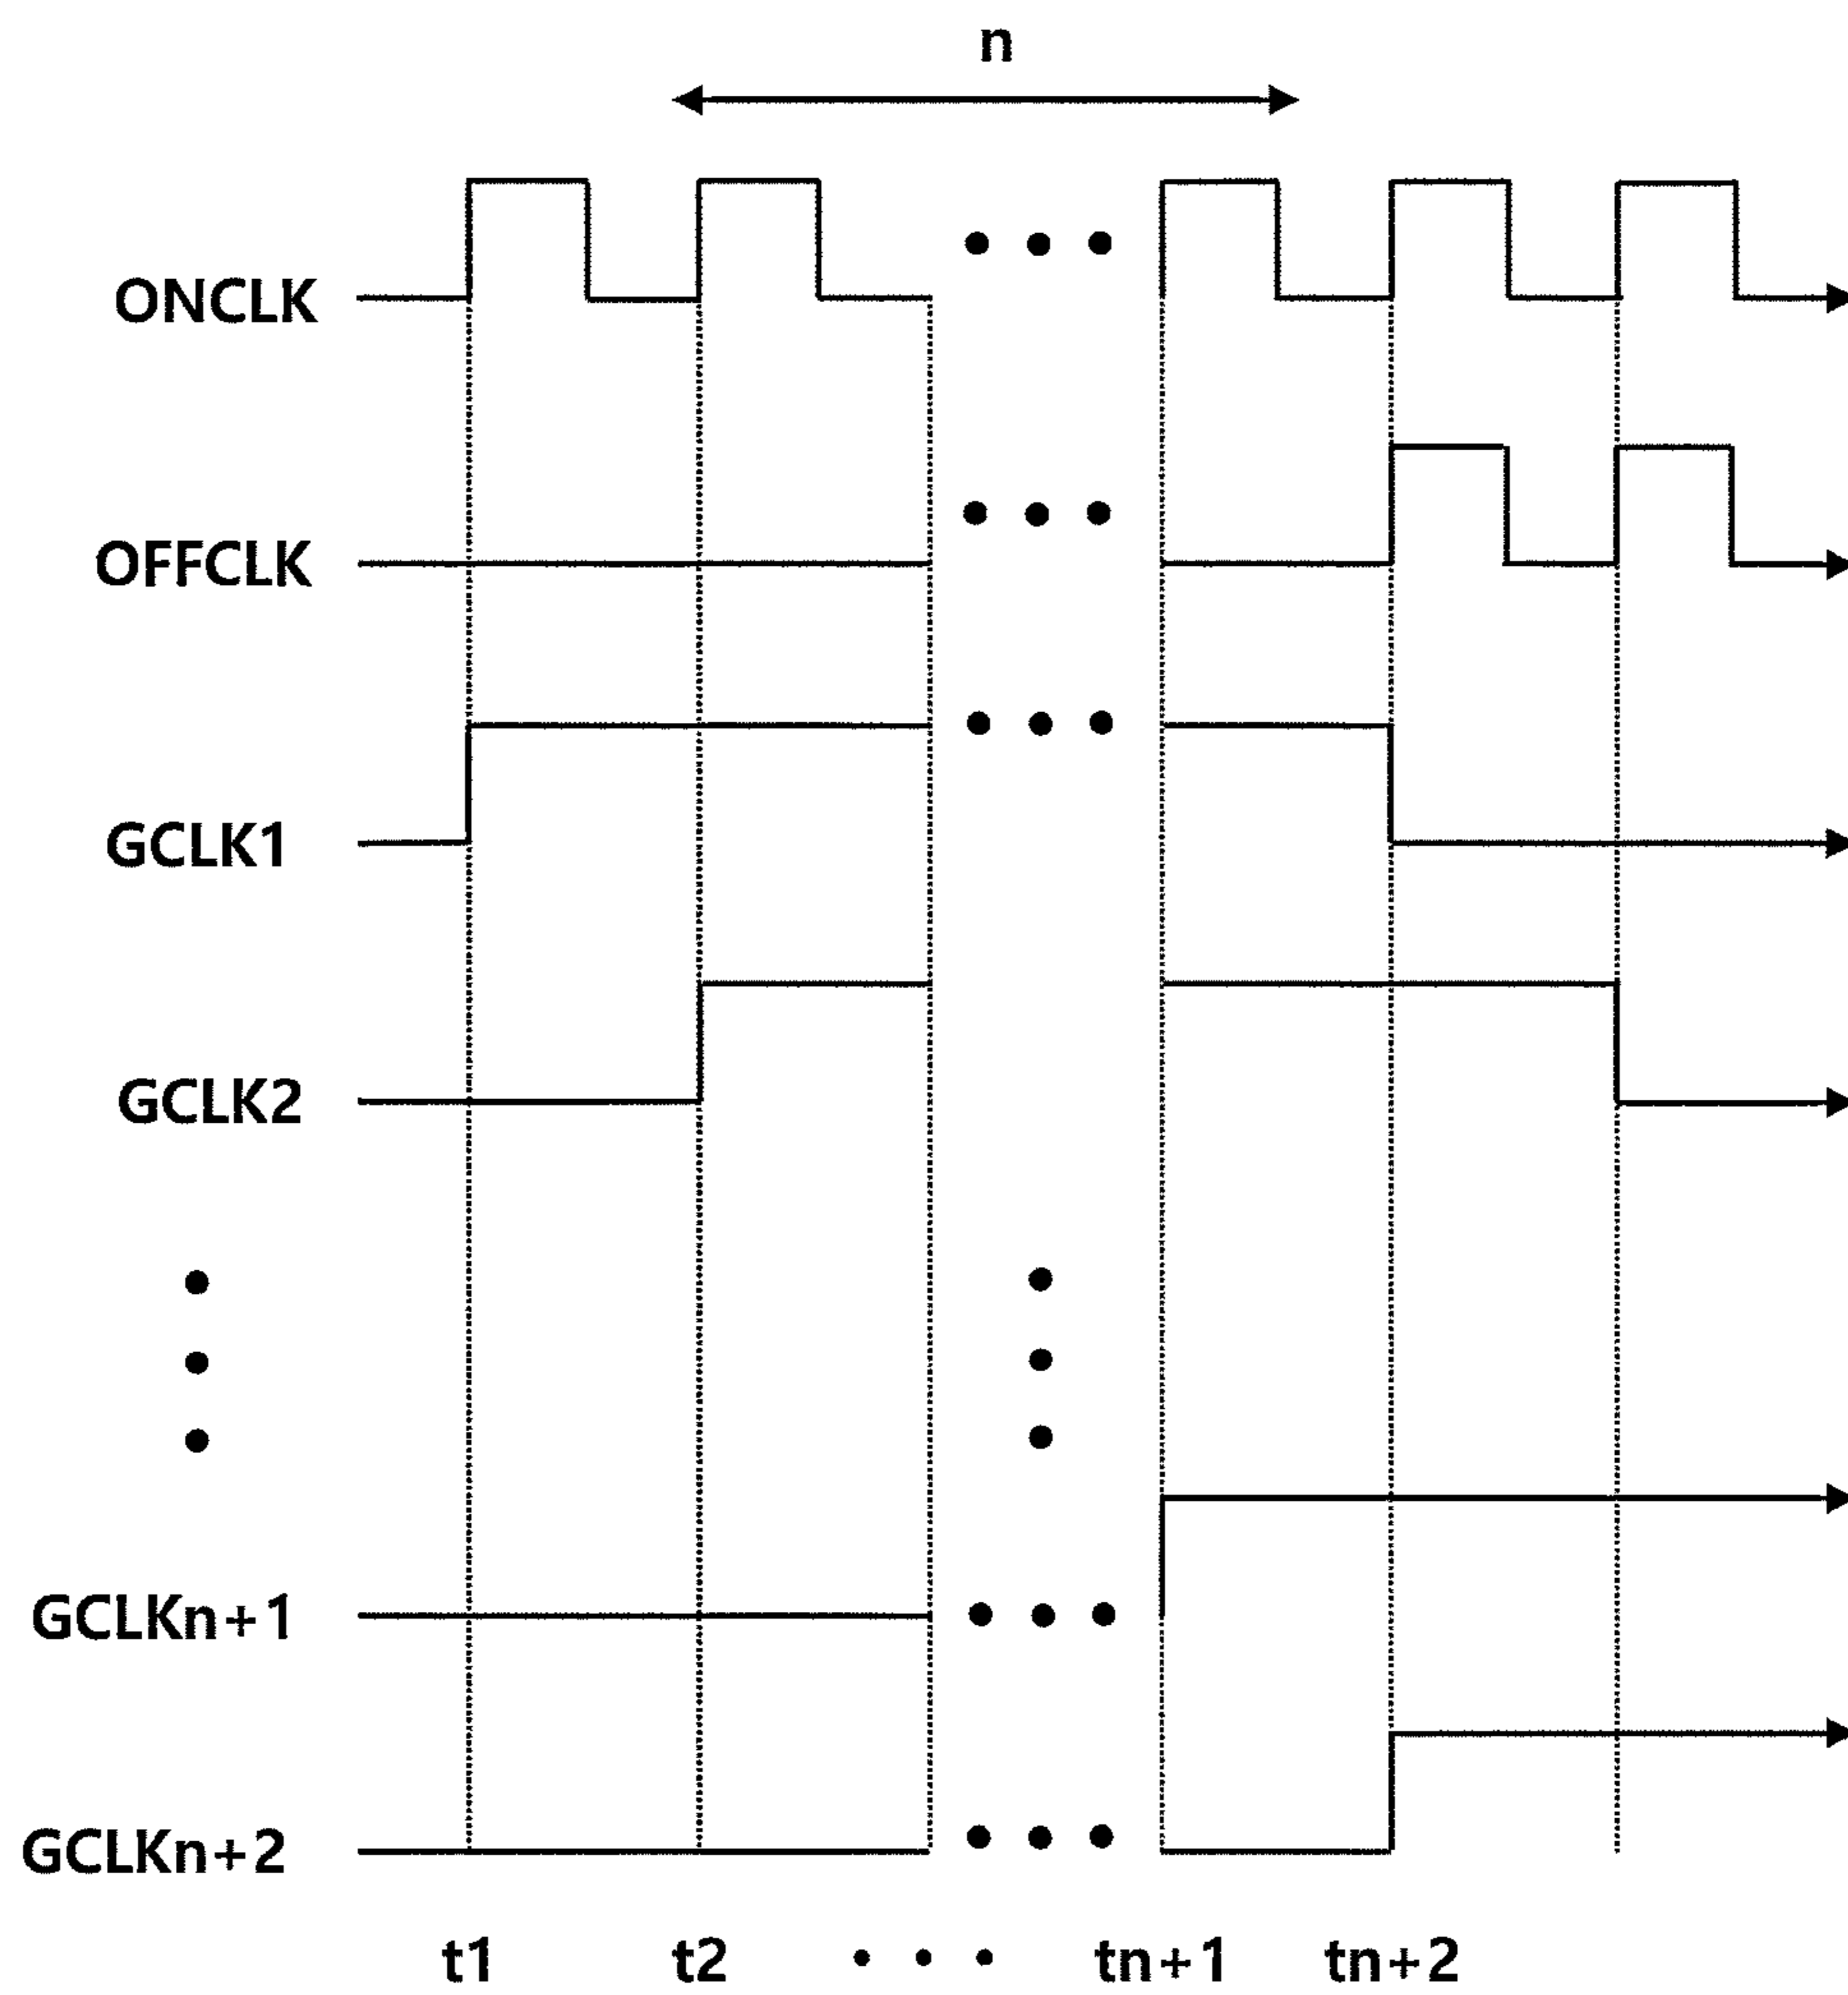 n
ONCLK
OFFCLK
GCLK1
GCLK2
GCLKn+1
GCLKn+2
t1 t2 • • • tn+1 tn+2